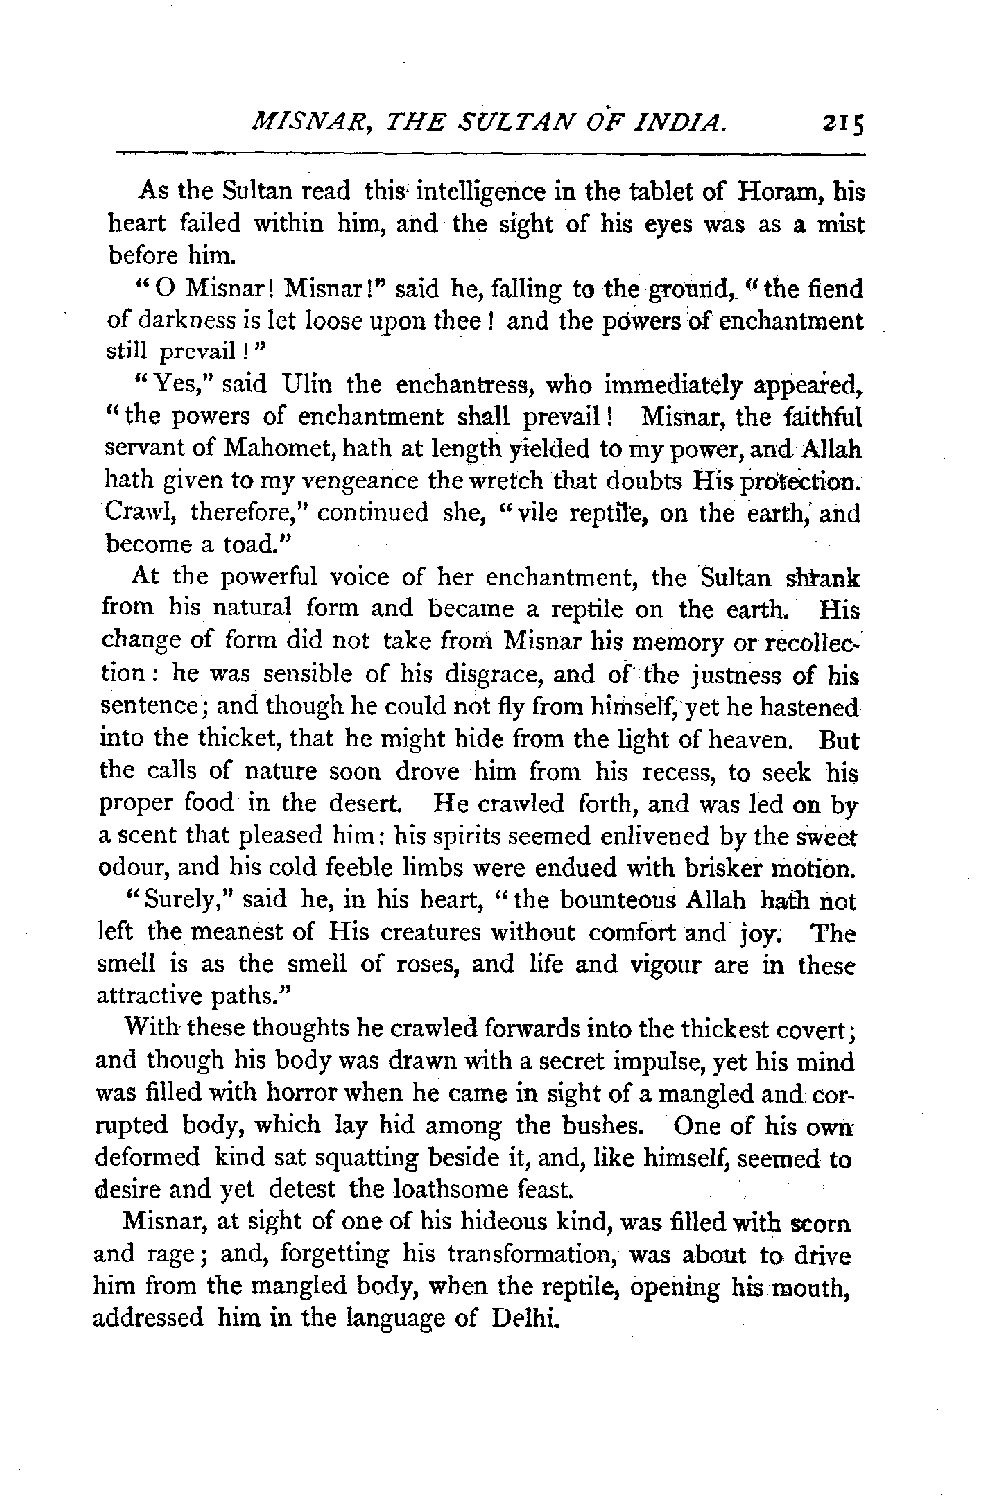 MISNAR, THE SULTAN OF INDIA. 215
As the Sultan read this intelligence in the tablet of Horam, his
heart failed within him, and the sight of his eyes was as a mist
before him.
"O Misnar! Misnar!" said he, falling to the ground, "the fiend
of darkness is let loose upon thee! and the powers of enchantment
still prevail!"
"Yes," said Ulin the enchantress, who immediately appeared,
"the powers of enchantment shall prevail! Misnar, the faithful
servant of Mahomet, hath at length yielded to my power, and Allah
hath given to my vengeance the wretch that doubts His protection.
Crawl, therefore," continued she, "vile reptile, on the earth, and
become a toad."
At the powerful voice of her enchantment, the Sultan shrank
from his natural form and became a reptile on the earth. His
change of form did not take from Misnar his memory or recollec-
tion: he was sensible of his disgrace, and of the justness of his
sentence; and though he could not fly from himself, yet he hastened
into the thicket, that he might hide from the light of heaven. But
the calls of nature soon drove him from his recess, to seek his
proper food in the desert. He crawled forth, and was led on by
a scent that pleased him: his spirits seemed enlivened by the sweet
odour, and his cold feeble limbs were endued with brisker motion.
"Surely," said he, in his heart, "the bounteous Allah hath not
left the meanest of His creatures without comfort and joy. The
smell is as the smell of roses, and life and vigour are in these
attractive paths."
With these thoughts he crawled forwards into the thickest covert;
and though his body was drawn with a secret impulse, yet his mind
was filled with horror when he came in sight of a mangled and cor-
rupted body, which lay hid among the bushes. One of his own
deformed kind sat squatting beside it, and, like himself, seemed to
desire and yet detest the loathsome feast.
Misnar, at sight of one of his hideous kind, was filled with scorn
and rage; and, forgetting his transformation, was about to drive
him from the mangled body, when the reptile, opening his mouth,
addressed him in the language of Delhi.